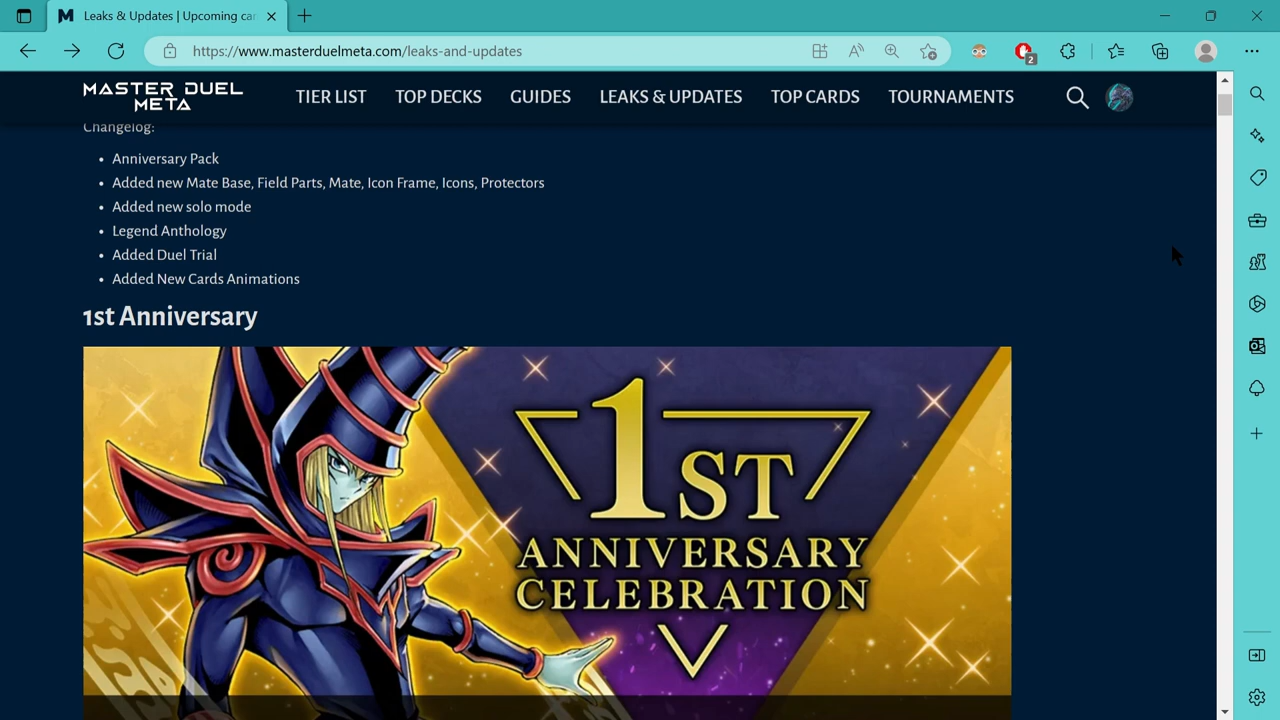 Leaks & Updates | Upcoming car
https://www.masterduelmeta.com/leaks-and-updates
2
MASTER DUEL
META
TIER LIST
TOP DECKS
GUIDES
LEAKS & UPDATES
TOP CARDS
TOURNAMENTS
Changelog:
• Anniversary Pack
• Added new Mate Base, Field Parts, Mate, Icon Frame, Icons, Protectors
• Added new solo mode
• Legend Anthology
• Added Duel Trial
• Added New Cards Animations
1st Anniversary
1ST
ANNIVERSARY
CELEBRATION